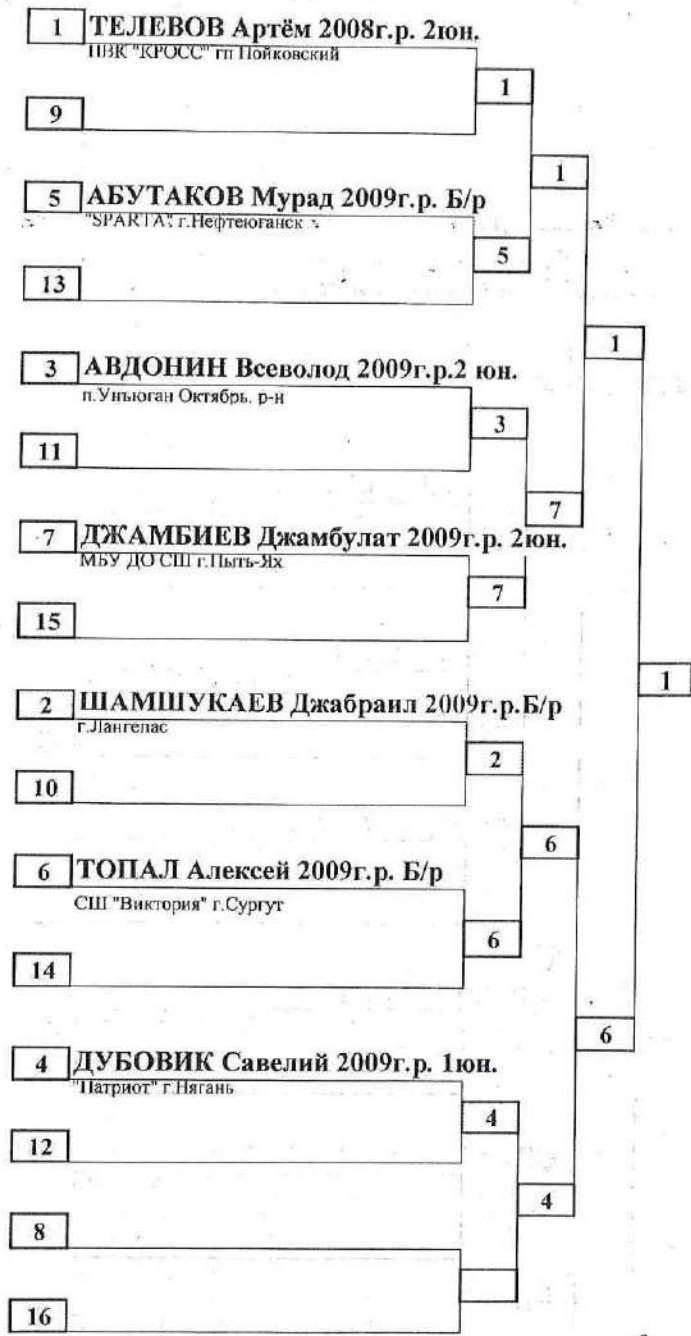 1 ТЕЛЕВОВ Артём 2008г.р. 2юн.
ПВК "КРОСС" гп Пойковский
1
9
1
5 АБУТАКОВ Мурад 2009г.р. Б/р
"SPARTA" г.Нефтеюганск
5
13
1
3 АВДОНИН Всеволод 2009г.р.2 юн.
п.Унъюган Октябрь. р-н
3
11
7
7 ДЖАМБИЕВ Джамбулат 2009г.р. 2юн.
МБУ ДО СШ г.Пыть-Ях
7
15
1
2 ШАМШУКАЕВ Джабраил 2009г.р.Б/р
г.Лангепас
2
10
6
6 ТОПАЛ Алексей 2009г.р. Б/р
СШ "Виктория" г.Сургут
6
14
6
4 ДУБОВИК Савелий 2009г.р. 1юн.
"Патриот" г.Нягань
4
12
4
8
16